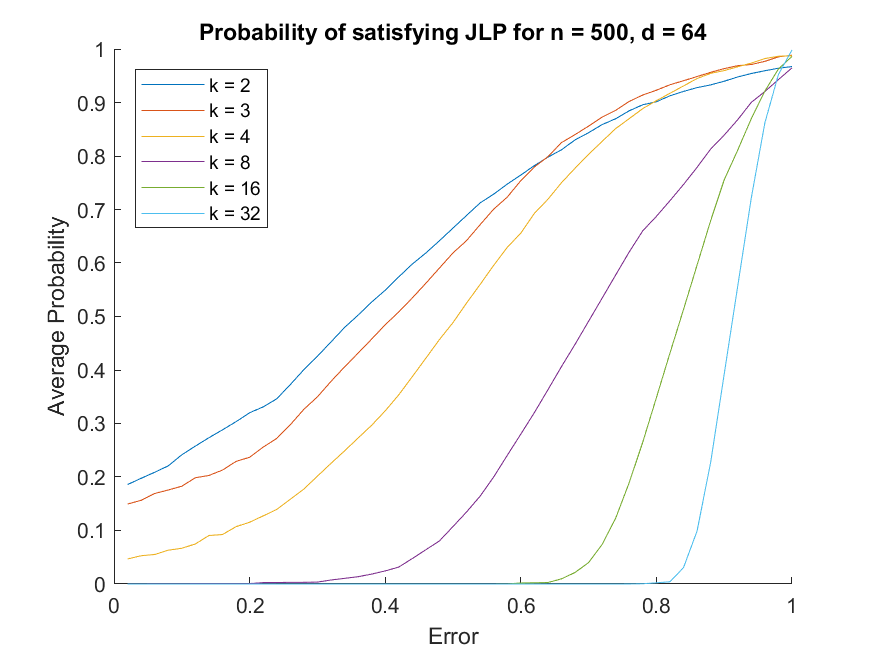 Probability of satisfying JLP for n = 500, d = 64
k = 2
k = 3
k = 4
k = 8
k = 16
k = 32
Average Probability
1
0.9
0.8
0.7
0.6
0.5
0.4
0.3
0.2
0.1
0
0 0.2 0.4 0.6 0.8 1
Error